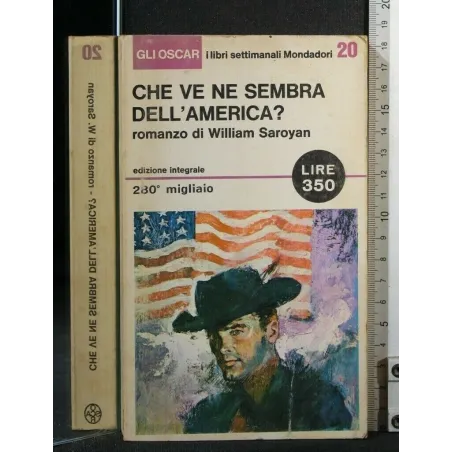 GLI OSCAR i libri settimanali Mondadori 20
CHE VE NE SEMBRA
DELL'AMERICA?
romanzo di William Saroyan
edizione integrale
280° migliaio
LIRE
350
20
CHE VE NE SEMBRA DELL'AMERICA? - romanzo di W. Saroyan